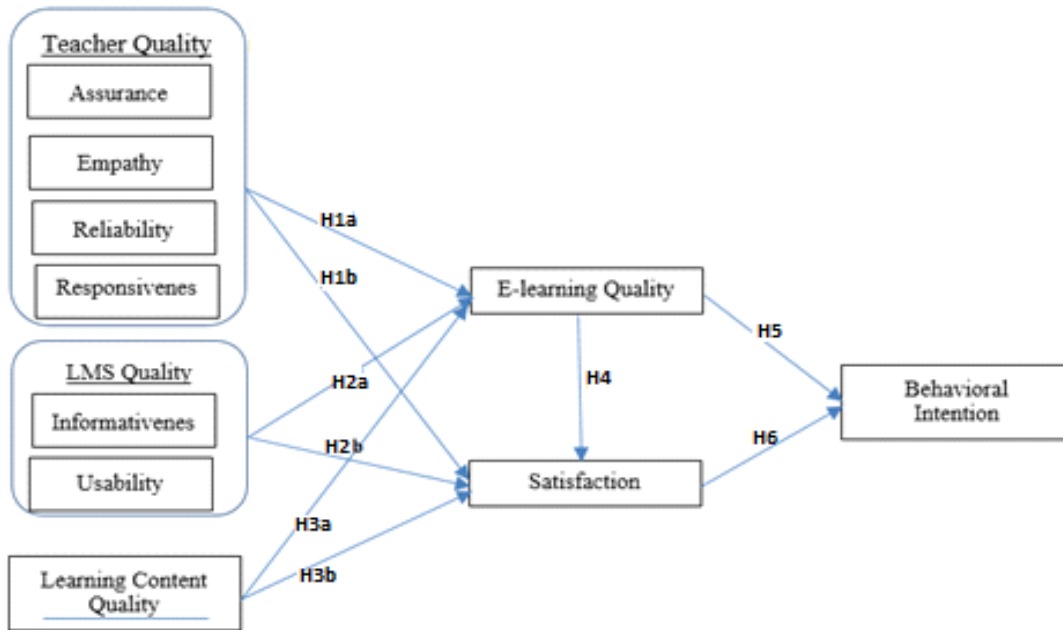 Teacher Quality
Assurance
Empathy
Reliability
Responsivenes
LMS Quality
Informativenes
Usability
Learning Content
Quality
H1a
H1b
H2a
H2b
H3a
H3b
E-learning Quality
H4
Satisfaction
H5
H6
Behavioral
Intention